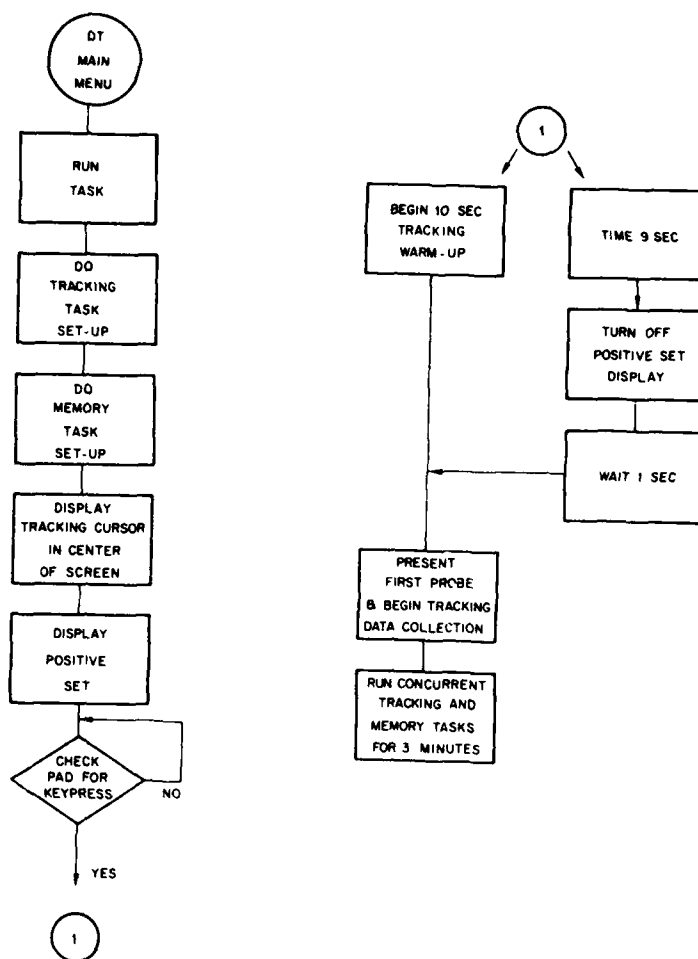 DT
MAIN
MENU
RUN
TASK
DO
TRACKING
TASK
SET-UP
DO
MEMORY
TASK
SET-UP
DISPLAY
TRACKING CURSOR
IN CENTER
OF SCREEN
DISPLAY
POSITIVE
SET
CHECK
PAD FOR
KEYPRESS
NO
YES
1
1
BEGIN 10 SEC
TRACKING
WARM-UP
TIME 9 SEC
TURN OFF
POSITIVE SET
DISPLAY
WAIT 1 SEC
PRESENT
FIRST PROBE
& BEGIN TRACKING
DATA COLLECTION
RUN CONCURRENT
TRACKING AND
MEMORY TASKS
FOR 3 MINUTES